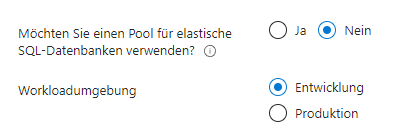 Möchten Sie einen Pool für elastische
SQL-Datenbanken verwenden?
Ja
Nein
Workloadumgebung
Entwicklung
Produktion